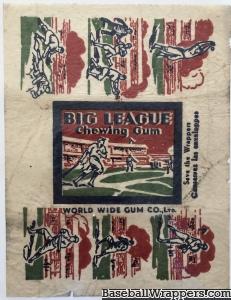 BIG LEAGUE
Chewing Gum
WORLD WIDE GUM CO., LTD.
Save the Wrappers
Conservez les enveloppes
BaseballWrappers.com